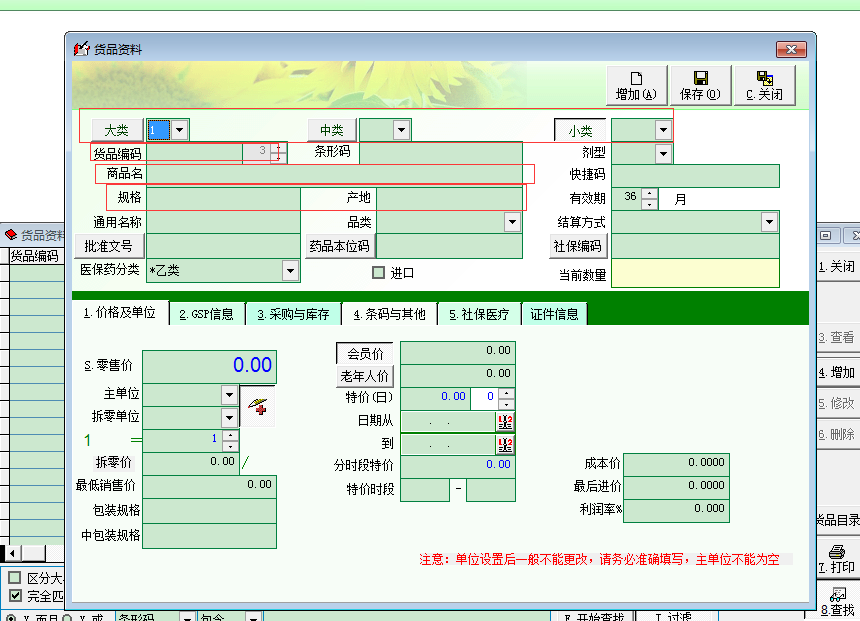 货品资料
增加(A) 保存(O) C.关闭
大类 1 中类 小类
货品编码 3 条形码 剂型
商品名 快捷码
规格 产地 有效期 36 月
通用名称 品类 结算方式
批准文号 药品本位码 社保编码
医保药分类 *乙类 进口 当前数量
1.价格及单位 2.GSP信息 3.采购与库存 4.条码与其他 5.社保医疗 证件信息
S.零售价 0.00 会员价 0.00
老年人价 0.00
主单位 特价(日) 0.00 0
拆零单位 日期从 . . 12
1 = 1 到 . . 12
拆零价 0.00 / 分时段特价 0.00 成本价 0.0000
最低销售价 0.00 特价时段 - 最后进价 0.0000
包装规格 利润率% 0.000
中包装规格
注意：单位设置后一般不能更改，请务必准确填写，主单位不能为空
货品资料
货品编码
1.关闭
3.查看
4.增加
5.修改
6.删除
货品目录
7.打印
8.查找
区分大
完全匹
条形码 包含 F.开始查找 I.过滤